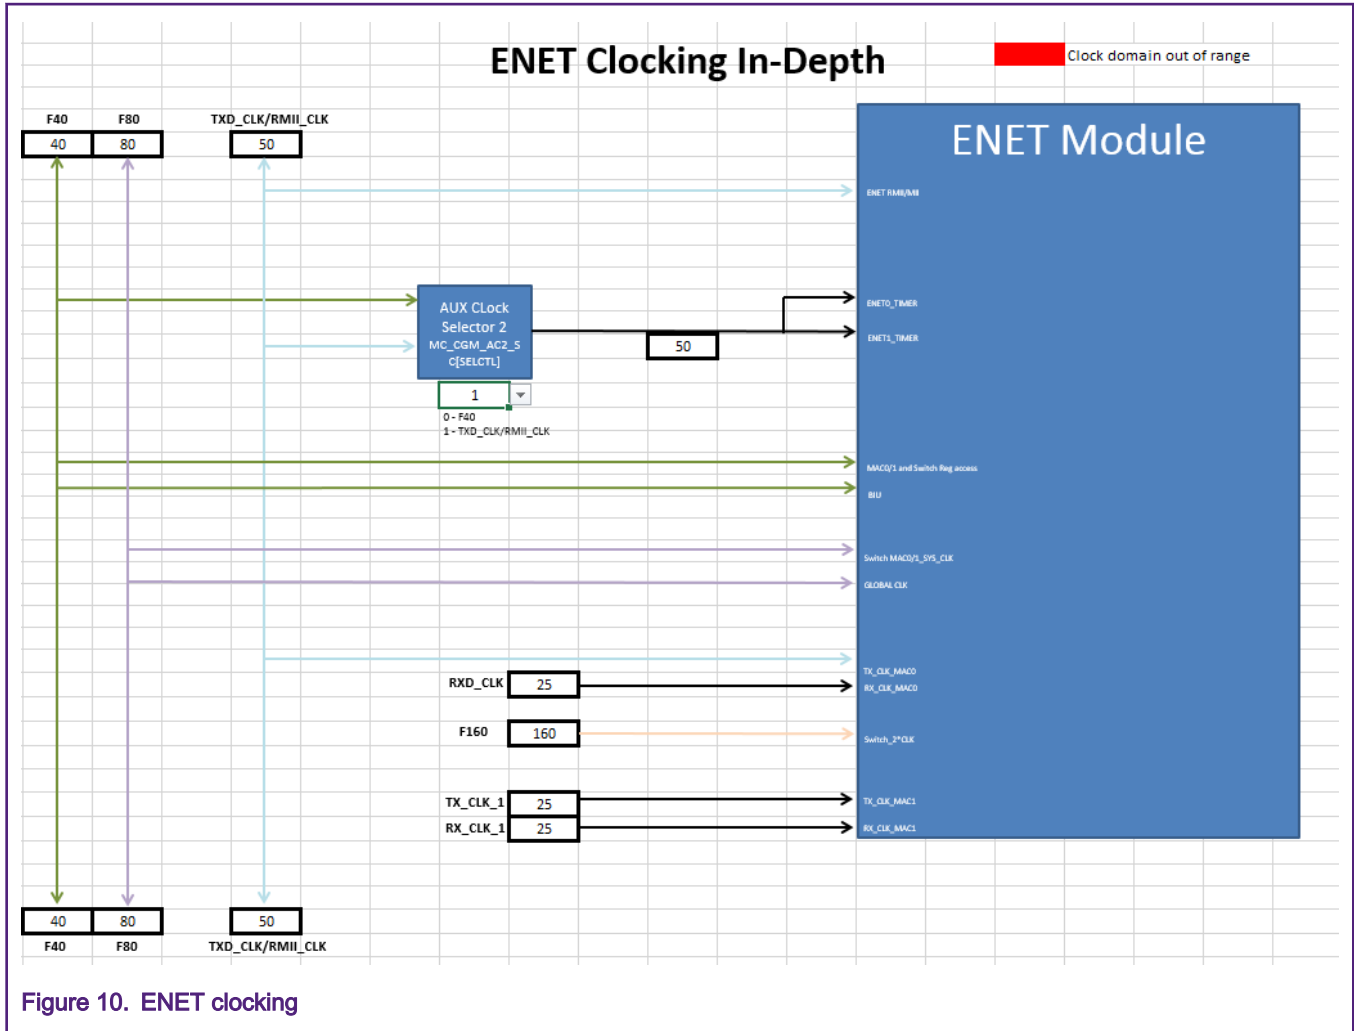 ENET Clocking In-Depth
Clock domain out of range
F40 F80 TXD_CLK/RMII_CLK
40 80 50
ENET Module
ENET RMII/MII
AUX CLock
Selector 2
MC_CGM_AC2_S
C[SELCTL]
ENET0_TIMER
50
ENET1_TIMER
1
0 - F40
1 - TXD_CLK/RMII_CLK
MAC0/1 and Switch Reg access
BIU
Switch MAC0/1_SYS_CLK
GLOBAL CLK
TX_CLK_MAC0
RXD_CLK 25 RX_CLK_MAC0
F160 160 Switch_2*CLK
TX_CLK_1 25 TX_CLK_MAC1
RX_CLK_1 25 RX_CLK_MAC1
40 80 50
F40 F80 TXD_CLK/RMII_CLK
Figure 10. ENET clocking